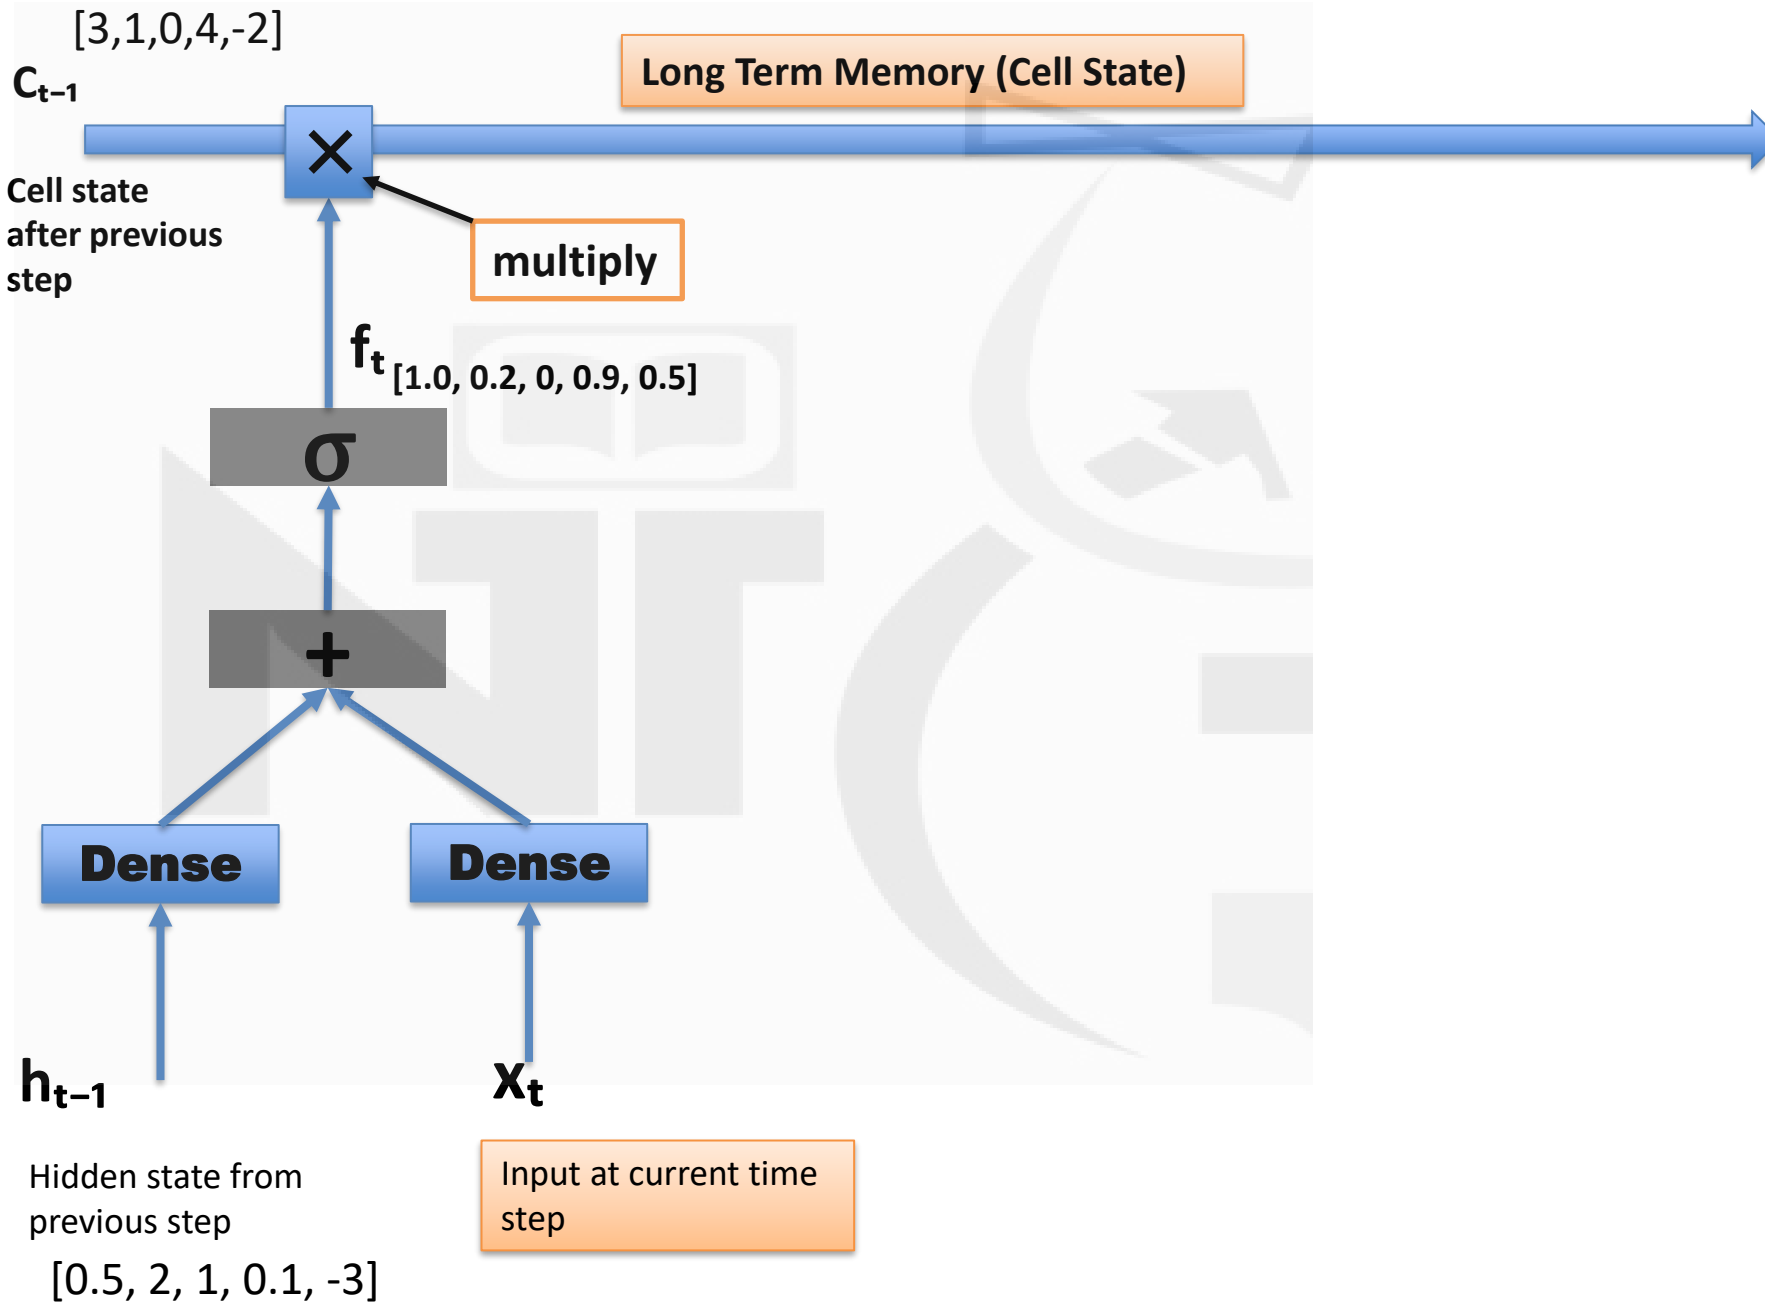 [3,1,0,4,-2]
Cₜ₋₁
Long Term Memory (Cell State)
×
Cell state
after previous
step
multiply
fₜ
[1.0, 0.2, 0, 0.9, 0.5]
σ
+
Dense
Dense
hₜ₋₁
xₜ
Hidden state from
previous step
Input at current time
step
[0.5, 2, 1, 0.1, -3]